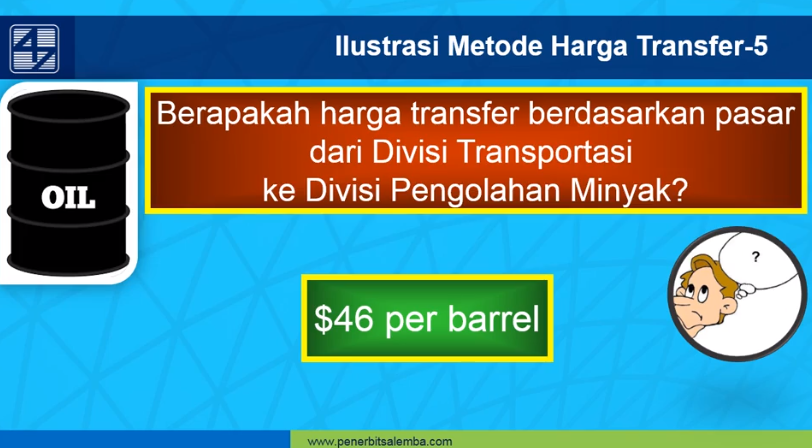 Ilustrasi Metode Harga Transfer-5
Berapakah harga transfer berdasarkan pasar
dari Divisi Transportasi
ke Divisi Pengolahan Minyak?
OIL
?
$46 per barrel
www.penerbitsalemba.com